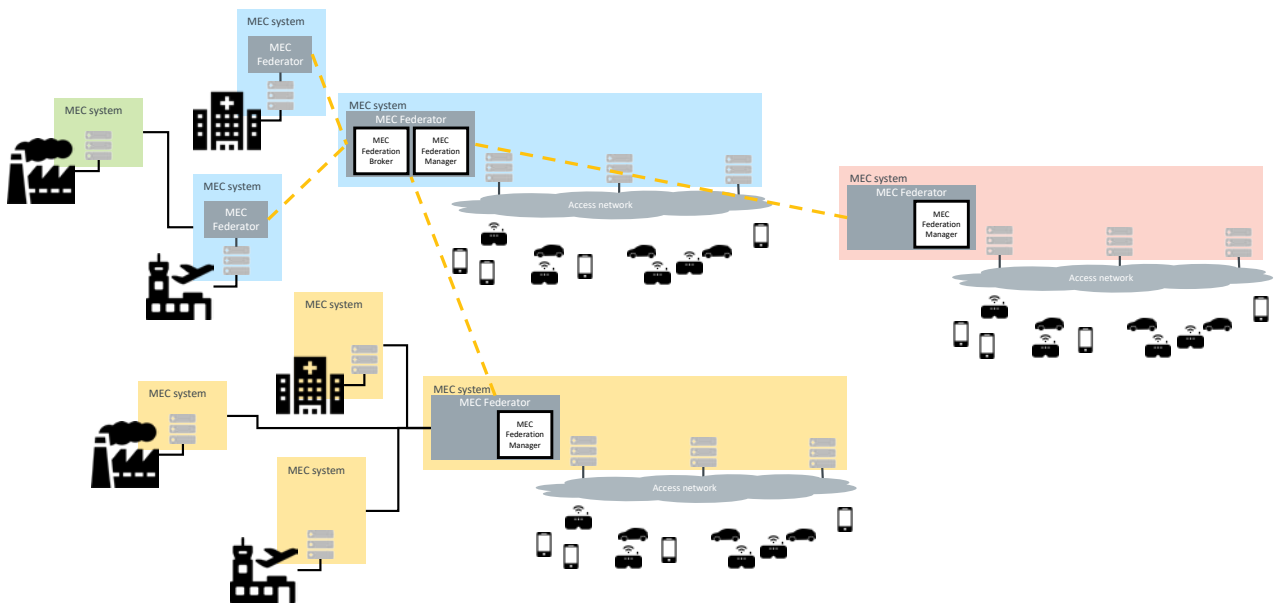 MEC system
MEC
Federator
MEC system
MEC Federator
MEC
Federation
Broker
MEC
Federation
Manager
Access network
MEC system
MEC system
MEC
Federator
MEC system
MEC Federator
MEC
Federation
Manager
Access network
MEC system
MEC system
MEC system
MEC Federator
MEC
Federation
Manager
Access network
MEC system